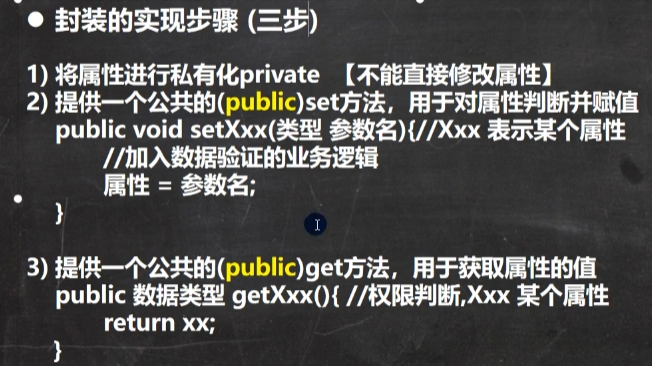 ● 封装的实现步骤 (三步)
1) 将属性进行私有化private 【不能直接修改属性】
2) 提供一个公共的(public)set方法，用于对属性判断并赋值
public void setXxx(类型 参数名){//Xxx 表示某个属性
//加入数据验证的业务逻辑
属性 = 参数名;
}
3) 提供一个公共的(public)get方法，用于获取属性的值
public 数据类型 getXxx(){ //权限判断,Xxx 某个属性
return xx;
}